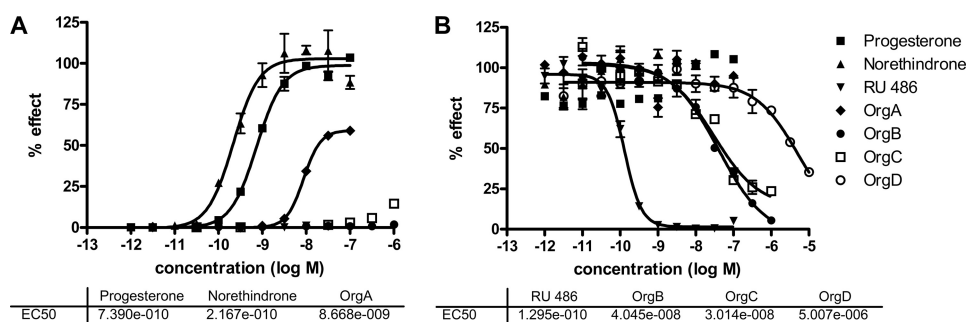 A
125
100
75
50
25
0
% effect
-13 -12 -11 -10 -9 -8 -7 -6
concentration (log M)
Progesterone Norethindrone OrgA
EC50 7.390e-010 2.167e-010 8.668e-009
B
125
100
75
50
25
0
% effect
-13 -12 -11 -10 -9 -8 -7 -6 -5
concentration (log M)
RU 486 OrgB OrgC OrgD
EC50 1.295e-010 4.045e-008 3.014e-008 5.007e-006
Progesterone
Norethindrone
RU 486
OrgA
OrgB
OrgC
OrgD